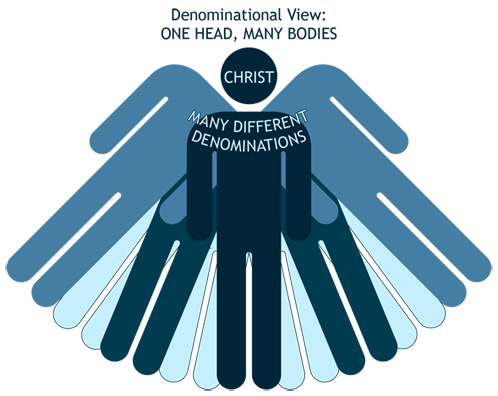 Denominational View:
ONE HEAD, MANY BODIES
CHRIST
MANY DIFFERENT
DENOMINATIONS